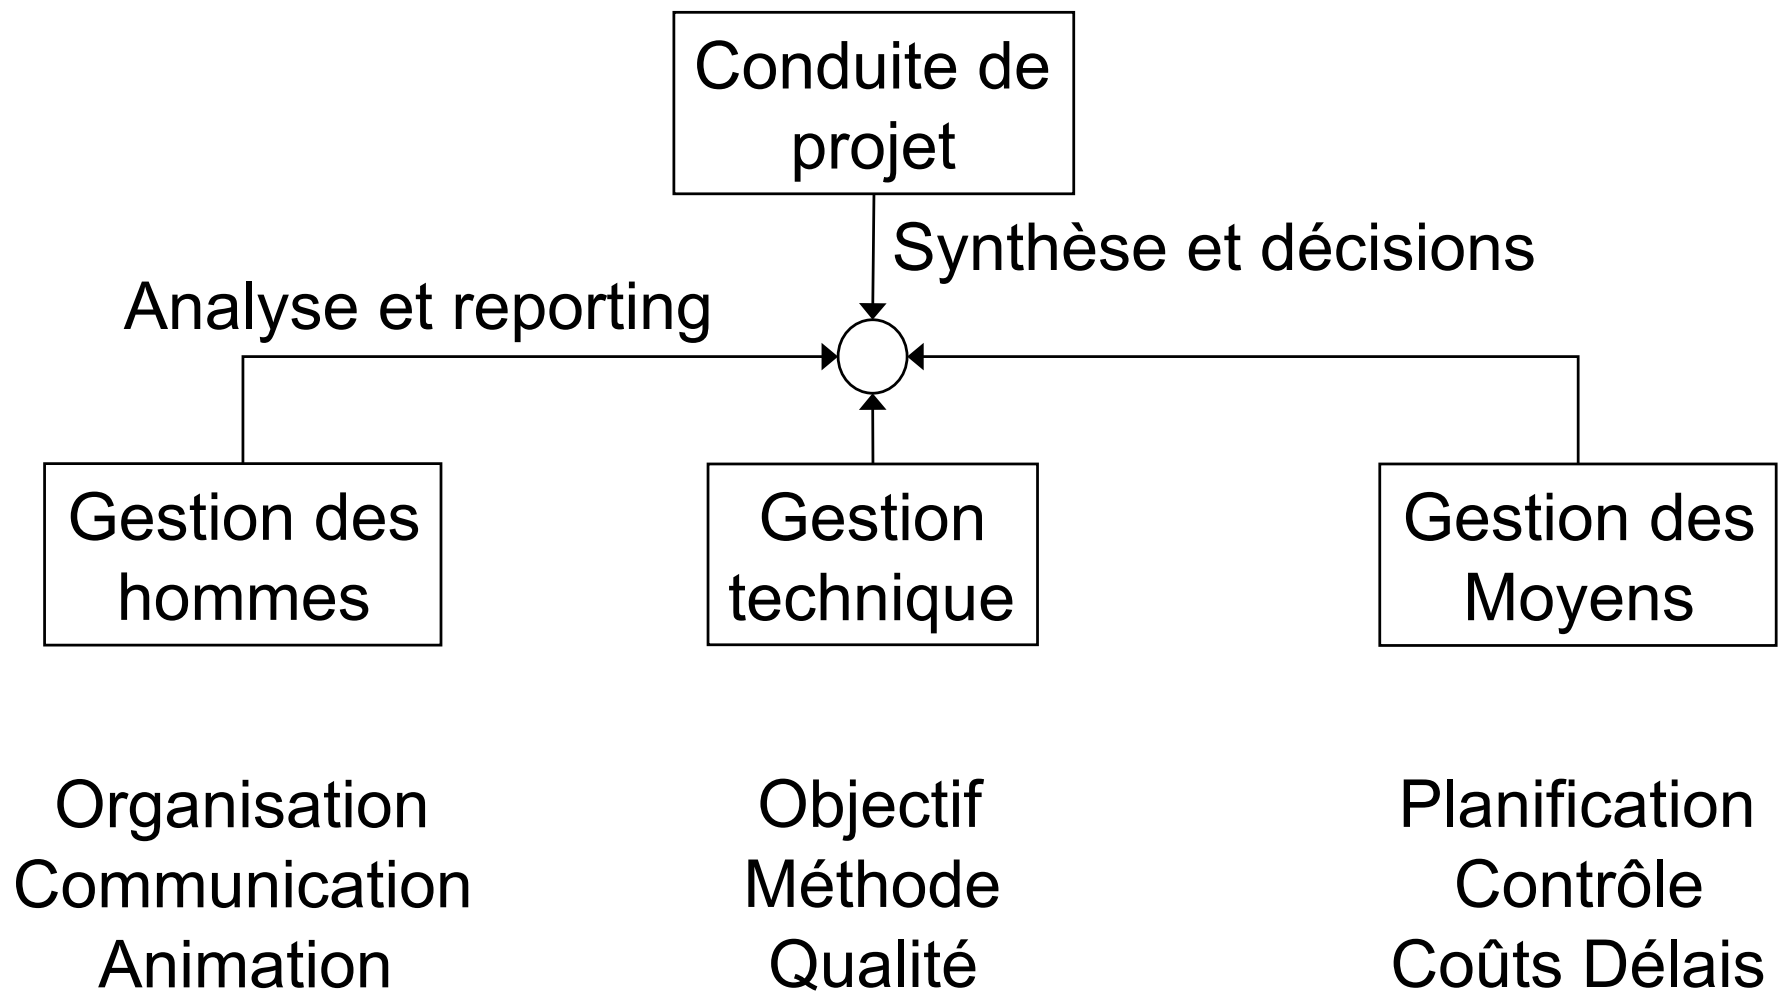 Conduite de
projet
Synthèse et décisions
Analyse et reporting
Gestion des
hommes
Gestion
technique
Gestion des
Moyens
Organisation
Communication
Animation
Objectif
Méthode
Qualité
Planification
Contrôle
Coûts Délais